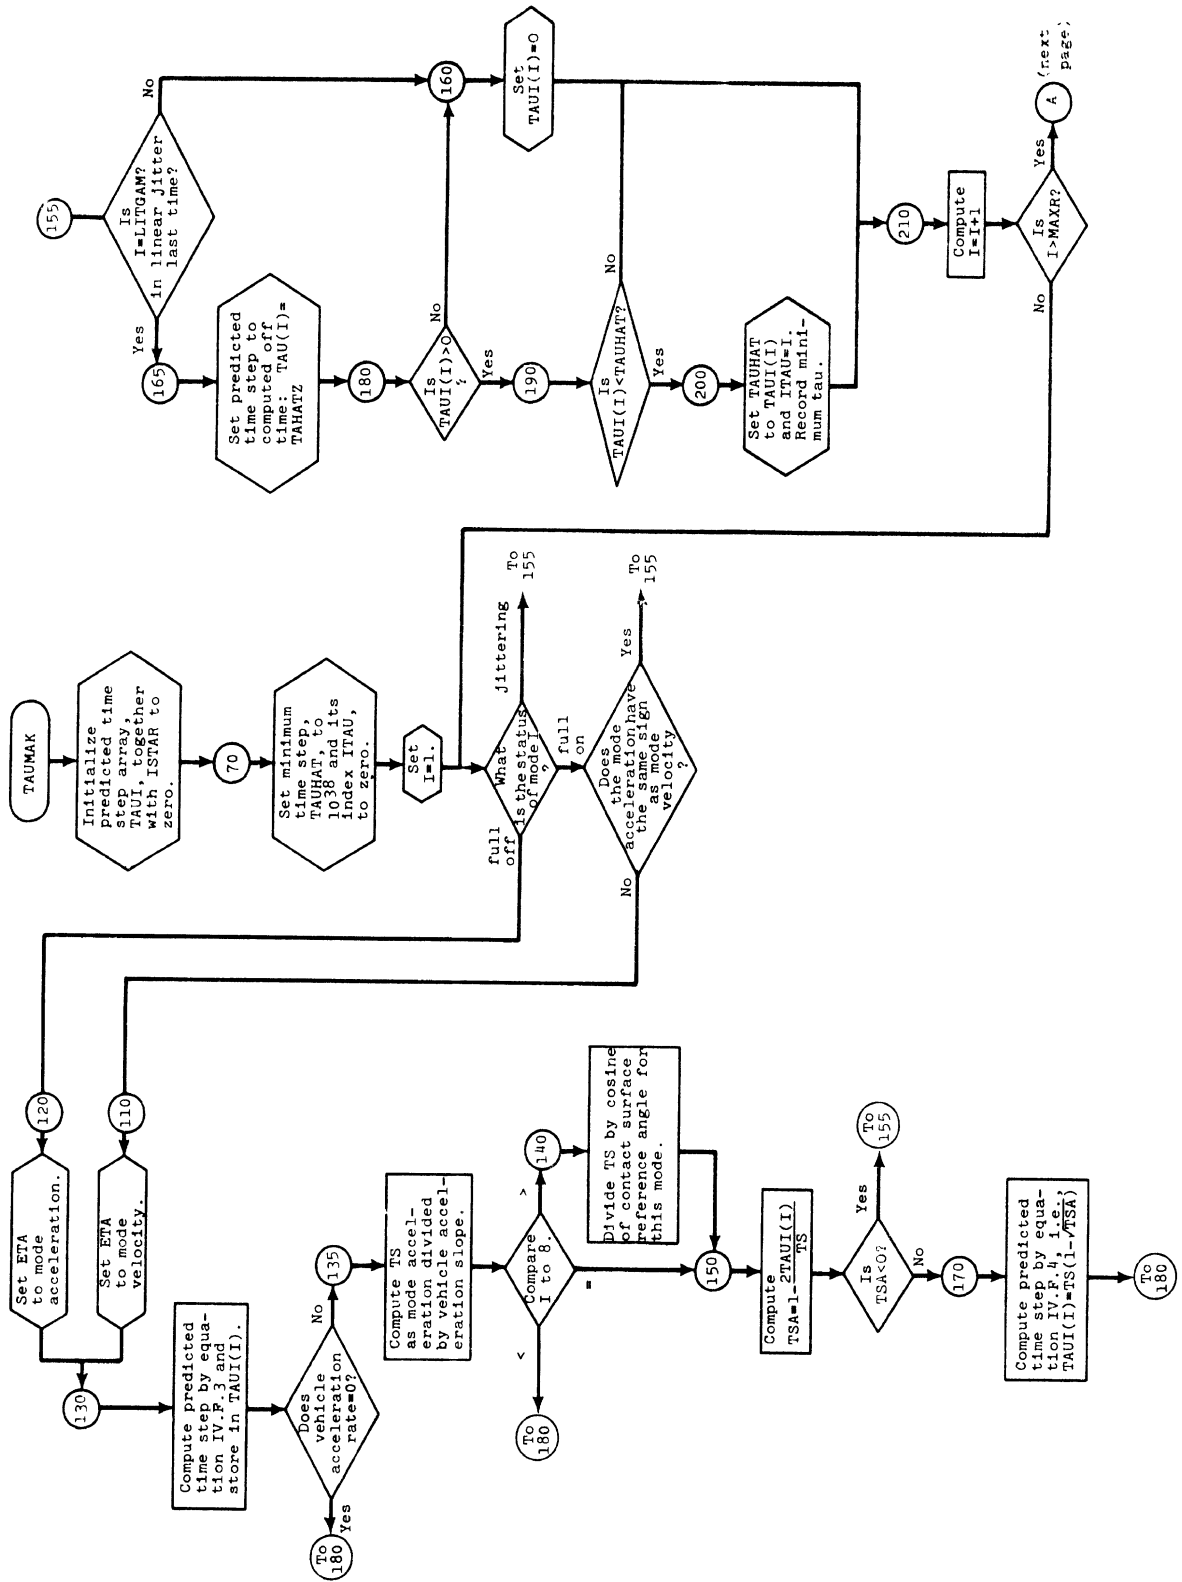 TAUMAK
Initialize
predicted time
step array,
TAUI, together
with ISTAR to
zero.
70
Set minimum
time step,
TAUHAT, to
1038 and its
index ITAU,
to zero.
Set
I=1.
What
is the status
of mode I
?
full
off
jittering
To
155
full
on
Does
the mode
acceleration have
the same sign
as mode
velocity
?
Yes
To
155
No
120
Set ETA
to mode
acceleration.
110
Set ETA
to mode
velocity.
130
Compute predicted
time step by equa-
tion IV.F.3 and
store in TAUI(I).
Does
vehicle
acceleration
rate=0?
Yes
To
180
No
135
Compute TS
as mode accel-
eration divided
by vehicle accel-
eration slope.
Compare
I to 8.
<
To
180
>
140
=
Divide TS by cosine
of contact surface
reference angle for
this mode.
150
Compute
TSA=1-2TAUI(I)
TS
Is
TSA<0?
Yes
To
155
No
170
Compute predicted
time step by equa-
tion IV.F.4, i.e.,
TAUI(I)=TS(1-√TSA)
To
180
155
Is
I=LITGAM?
in linear jitter
last time?
No
Yes
165
Set predicted
time step to
computed off
time: TAU(I)=
TAHATZ
180
Is
TAUI(I)>0
?
No
160
Set
TAUI(I)=0
Yes
190
Is
TAUI(I)<TAUHAT?
No
Yes
200
Set TAUHAT
to TAUI(I)
and ITAU=I.
Record mini-
mum tau.
210
Compute
I=I+1
Is
I>MAXR?
No
Yes
A
(next
page)